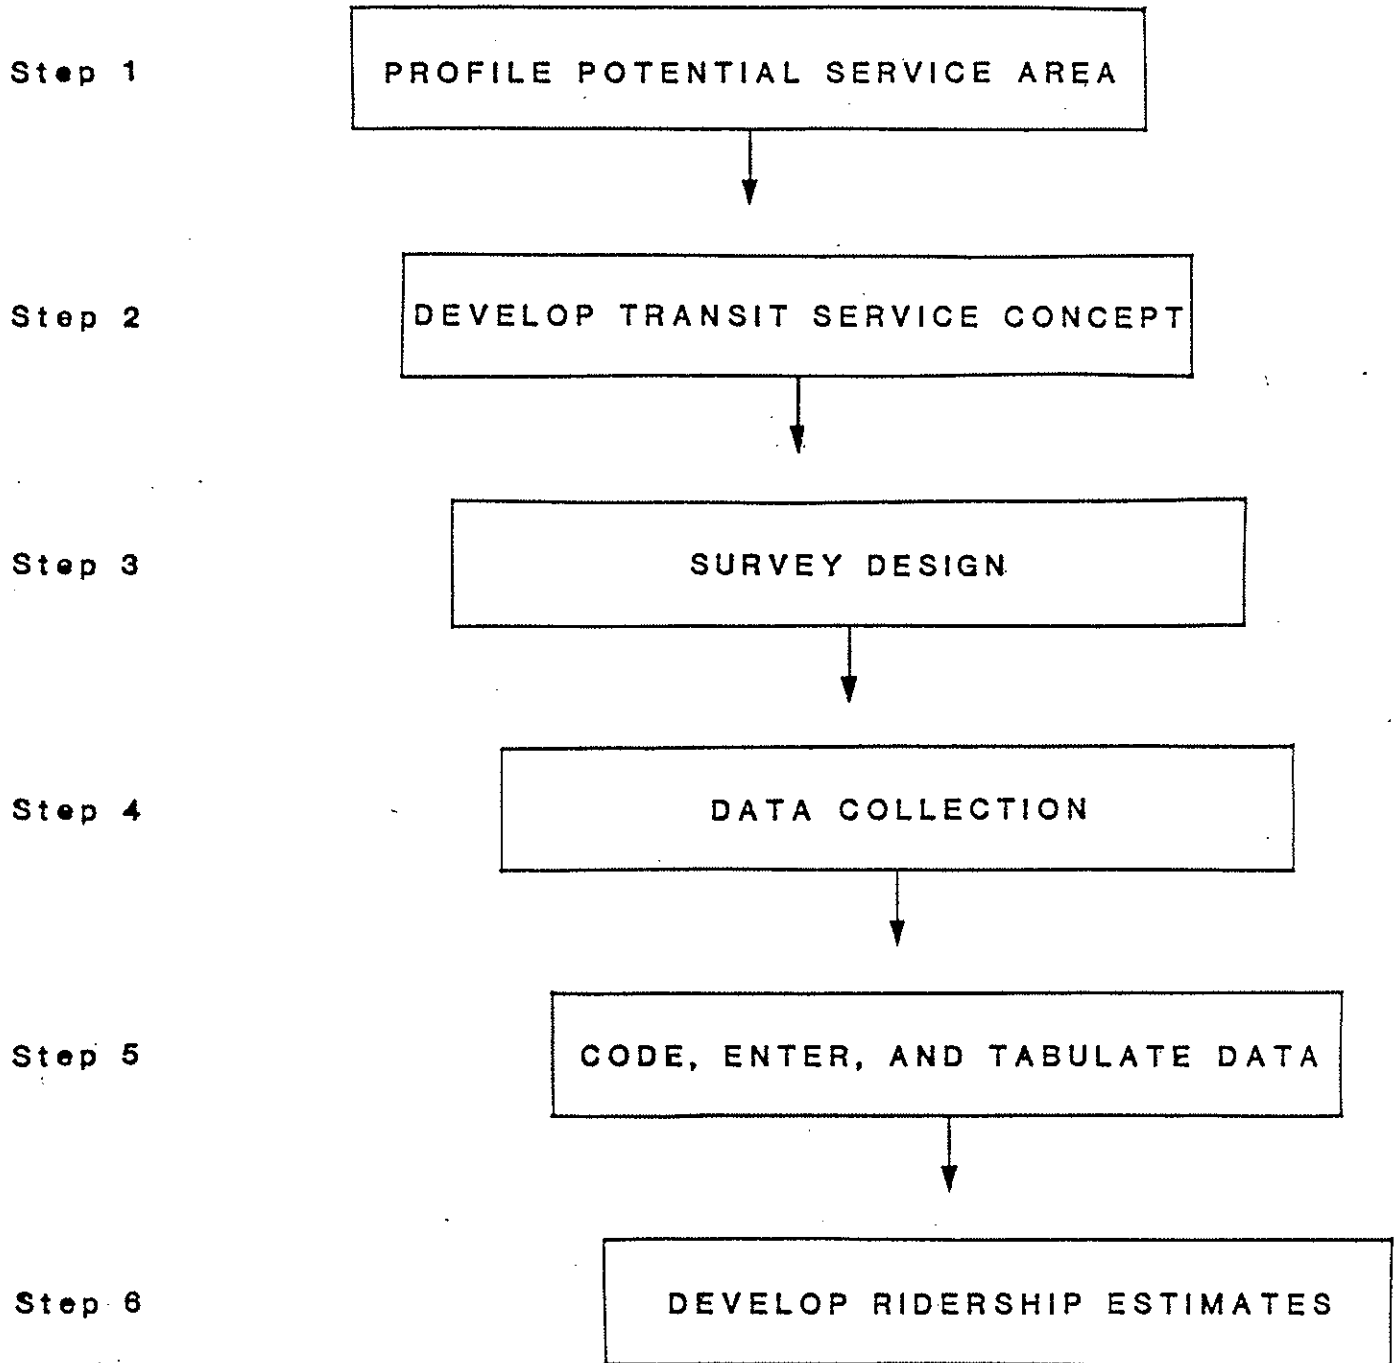 Step 1
PROFILE POTENTIAL SERVICE AREA
Step 2
DEVELOP TRANSIT SERVICE CONCEPT
Step 3
SURVEY DESIGN
Step 4
DATA COLLECTION
Step 5
CODE, ENTER, AND TABULATE DATA
Step 6
DEVELOP RIDERSHIP ESTIMATES